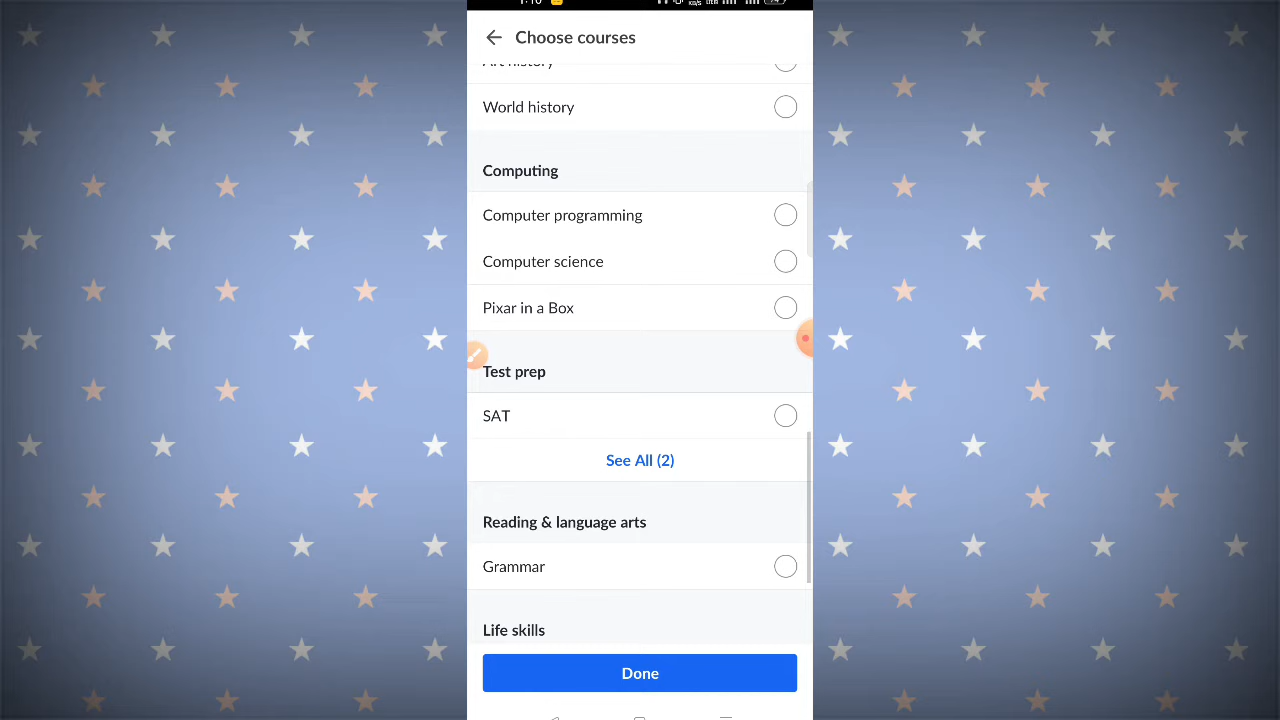 Choose courses
Art history
World history
Computing
Computer programming
Computer science
Pixar in a Box
Test prep
SAT
See All (2)
Reading & language arts
Grammar
Life skills
Done